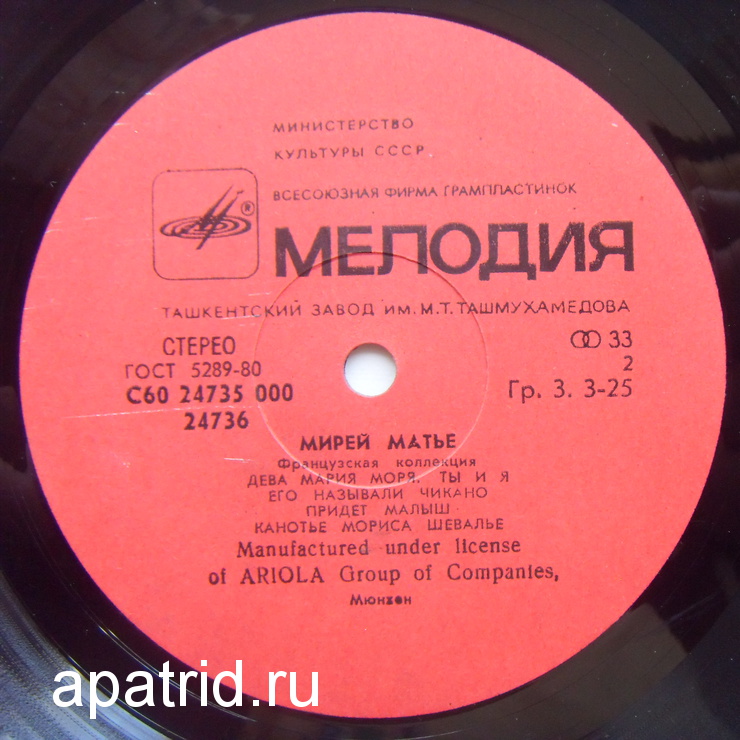 МИНИСТЕРСТВО
КУЛЬТУРЫ СССР
ВСЕСОЮЗНАЯ ФИРМА ГРАМПЛАСТИНОК
®
МЕЛОДИЯ
ТАШКЕНТСКИЙ ЗАВОД ИМ. М.Т. ТАШМУХАМЕДОВА
СТЕРЕО
33
ГОСТ 5289-80
2
С60 24735 000
Гр. 3. 3-25
24736
МИРЕЙ МАТЬЕ
Французская коллекция
ДЕВА МАРИЯ МОРЯ. ТЫ И Я
ЕГО НАЗЫВАЛИ ЧИКАНО
ПРИДЕТ МАЛЫШ
КАНОТЬЕ МОРИСА ШЕВАЛЬЕ
Manufactured under license
of ARIOLA Group of Companies,
Мюнхен
apatrid.ru